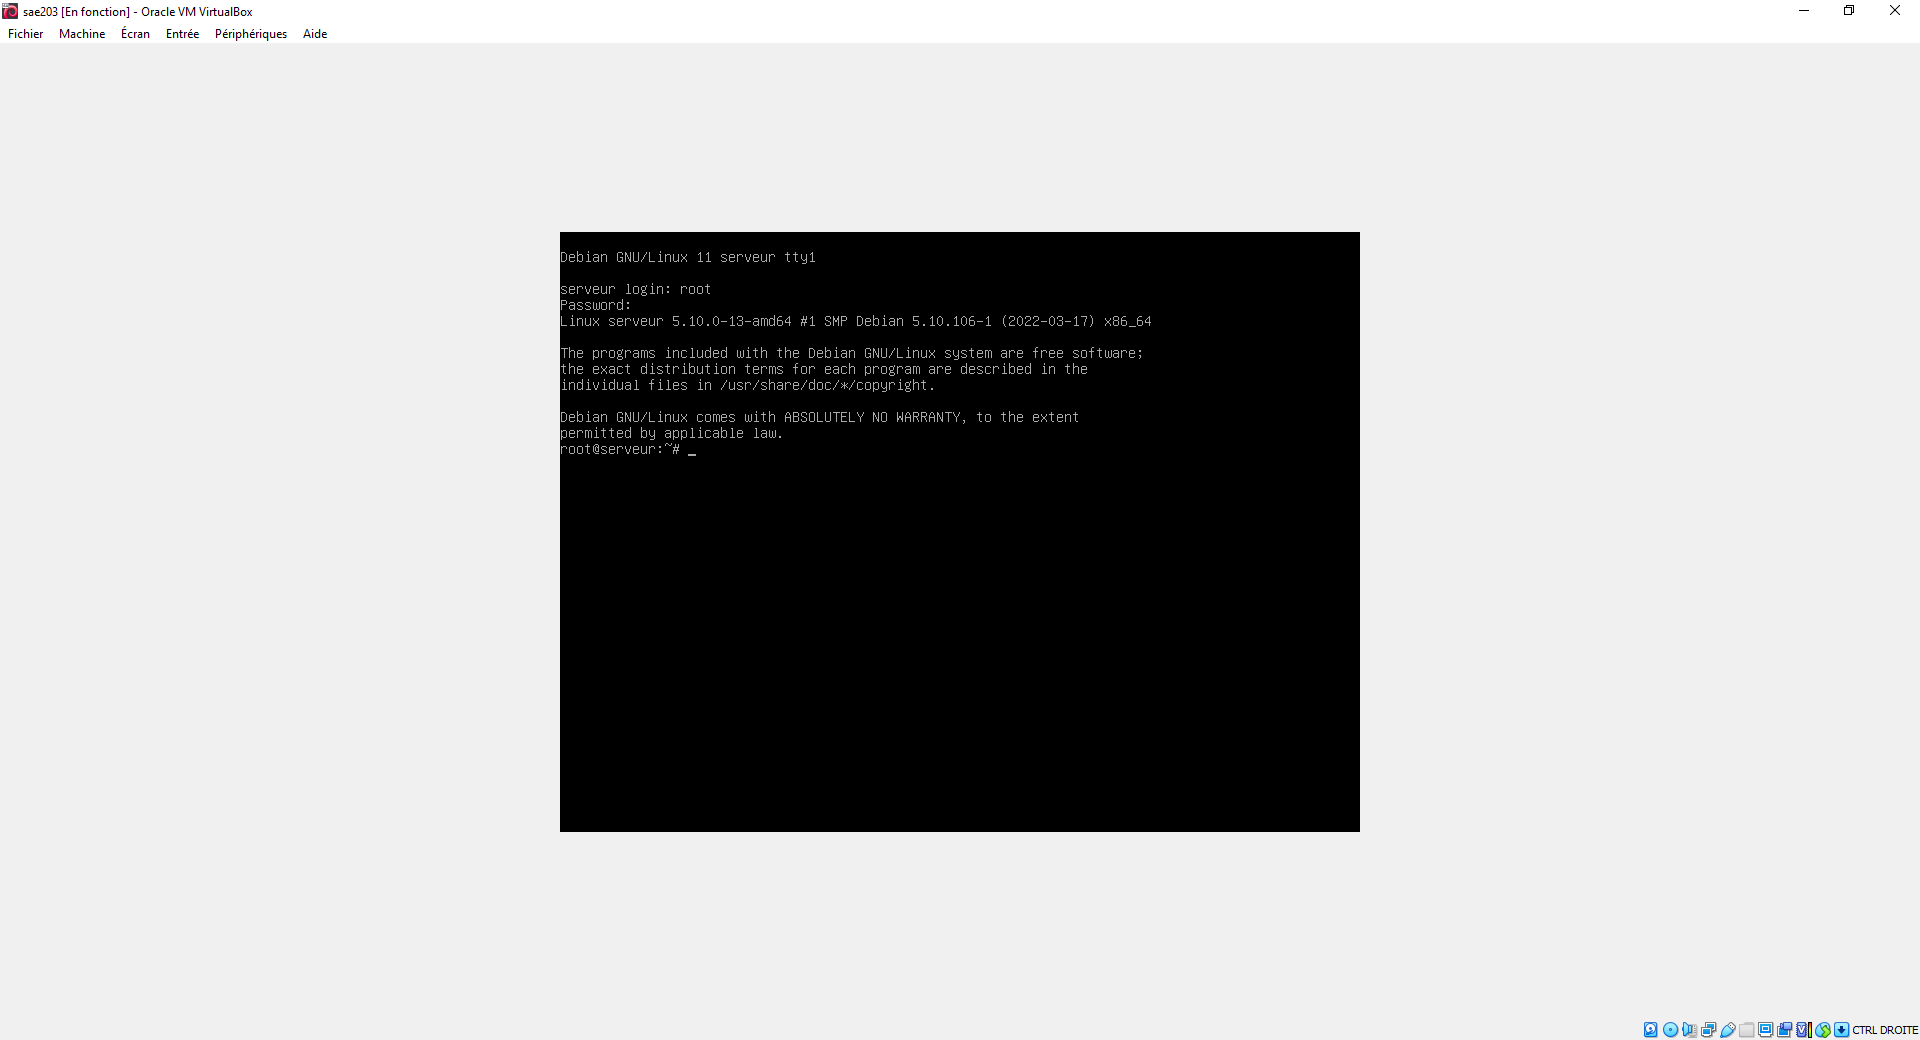 sae203 [En fonction] - Oracle VM VirtualBox
Fichier Machine Écran Entrée Périphériques Aide
Debian GNU/Linux 11 serveur tty1
serveur login: root
Password:
Linux serveur 5.10.0-13-amd64 #1 SMP Debian 5.10.106-1 (2022-03-17) x86_64
The programs included with the Debian GNU/Linux system are free software;
the exact distribution terms for each program are described in the
individual files in /usr/share/doc/*/copyright.
Debian GNU/Linux comes with ABSOLUTELY NO WARRANTY, to the extent
permitted by applicable law.
root@serveur:~# _
CTRL DROITE